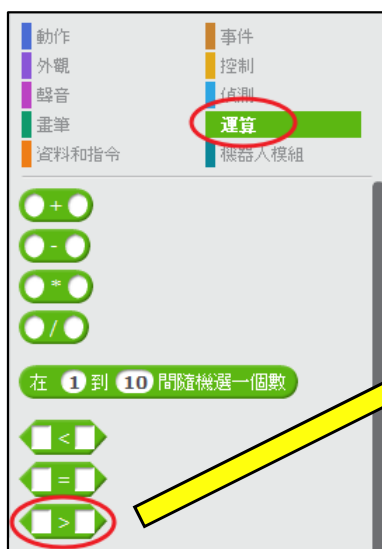 動作 事件
外觀 控制
聲音 偵測
畫筆 運算
資料和指令 機器人模組
+
-
*
/
在 1 到 10 間隨機選一個數
<
=
>